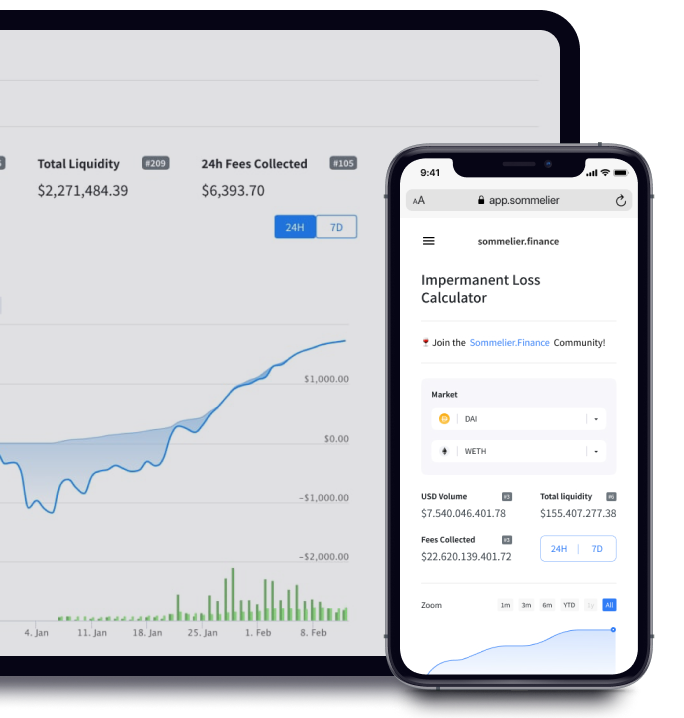 Total Liquidity #209
24h Fees Collected #105
$2,271,484.39
$6,393.70
24H 7D
$1,000.00
$0.00
-$1,000.00
-$2,000.00
4. Jan 11. Jan 18. Jan 25. Jan 1. Feb 8. Feb
9:41
AA app.sommelier
sommelier.finance
Impermanent Loss
Calculator
Join the Sommelier.Finance Community!
Market
DAI
WETH
USD Volume #3
Total liquidity #6
$7.540.046.401.78
$155.407.277.38
Fees Collected #3
$22.620.139.401.72
24H 7D
Zoom 1m 3m 6m YTD 1y All